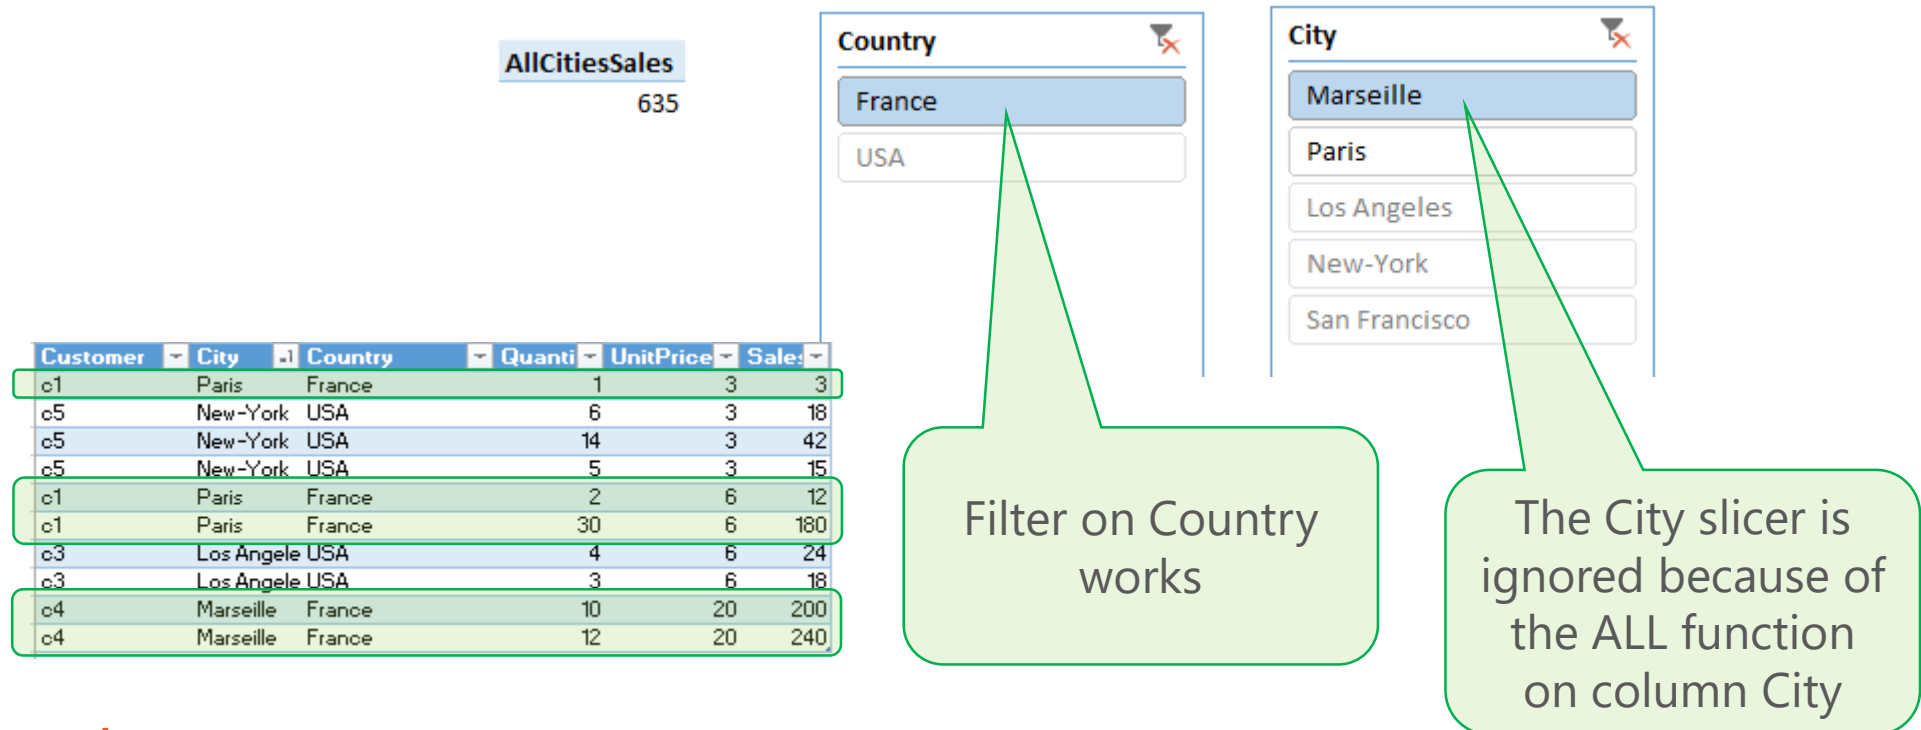 AllCitiesSales
635
Country
France
USA
City
Marseille
Paris
Los Angeles
New-York
San Francisco
Customer City Country Quanti UnitPrice Sale
c1 Paris France 1 3 3
c5 New-York USA 6 3 18
c5 New-York USA 14 3 42
c5 New-York USA 5 3 15
c1 Paris France 2 6 12
c1 Paris France 30 6 180
c3 Los Angele USA 4 6 24
c3 Los Angele USA 3 6 18
c4 Marseille France 10 20 200
c4 Marseille France 12 20 240
Filter on Country
works
The City slicer is
ignored because of
the ALL function
on column City